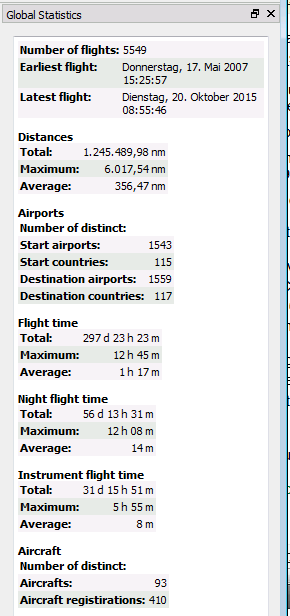 Global Statistics
Number of flights: 5549
Earliest flight: Donnerstag, 17. Mai 2007
15:25:57
Latest flight: Dienstag, 20. Oktober 2015
08:55:46
Distances
Total: 1.245.489,98 nm
Maximum: 6.017,54 nm
Average: 356,47 nm
Airports
Number of distinct:
Start airports: 1543
Start countries: 115
Destination airports: 1559
Destination countries: 117
Flight time
Total: 297 d 23 h 23 m
Maximum: 12 h 45 m
Average: 1 h 17 m
Night flight time
Total: 56 d 13 h 31 m
Maximum: 12 h 08 m
Average: 14 m
Instrument flight time
Total: 31 d 15 h 51 m
Maximum: 5 h 55 m
Average: 8 m
Aircraft
Number of distinct:
Aircrafts: 93
Aircraft registirations: 410